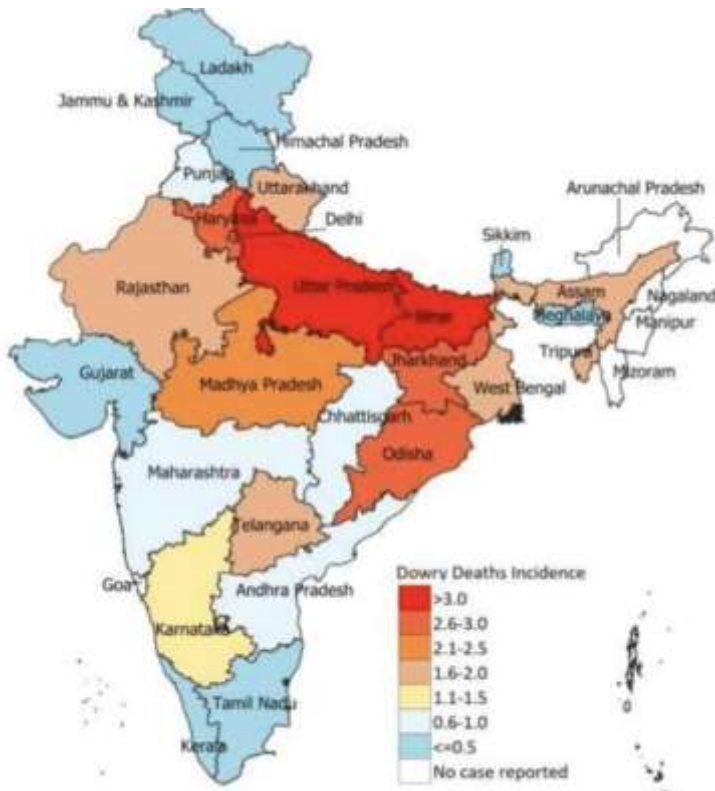 Ladakh
Jammu & Kashmir
Himachal Pradesh
Punjab
Uttarakhand
Arunachal Pradesh
Haryana
Delhi
Sikkim
Rajasthan
Uttar Pradesh
Assam
Nagaland
Bihar
Meghalaya
Manipur
Gujarat
Madhya Pradesh
Jharkhand
Tripura
West Bengal
Mizoram
Chhattisgarh
Odisha
Maharashtra
Telangana
Goa
Andhra Pradesh
Karnataka
Tamil Nadu
Kerala
Dowry Deaths Incidence
>3.0
2.6-3.0
2.1-2.5
1.6-2.0
1.1-1.5
0.6-1.0
<=0.5
No case reported